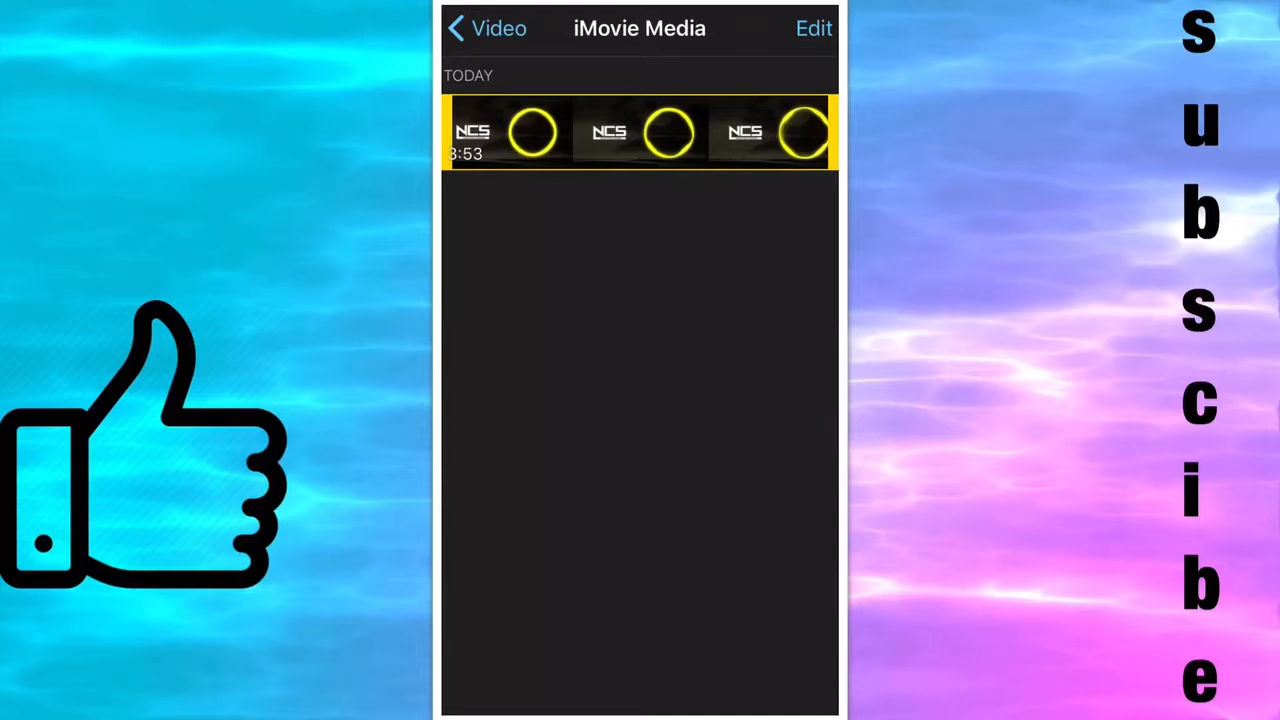 Video
iMovie Media
Edit
TODAY
NCS
NCS
NCS
3:53
s
u
b
s
c
i
b
e